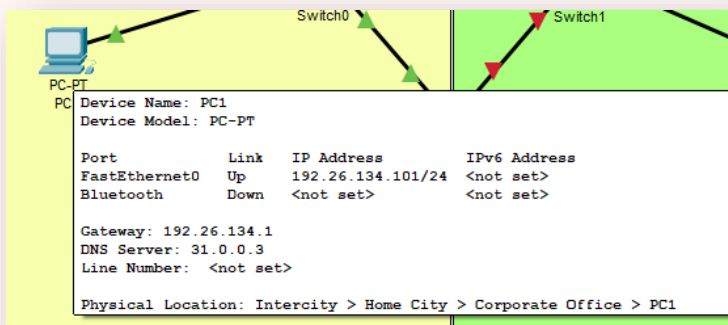 Switch0
Switch1
PC-PT
PC
Device Name: PC1
Device Model: PC-PT
Port Link IP Address IPv6 Address
FastEthernet0 Up 192.26.134.101/24 <not set>
Bluetooth Down <not set> <not set>
Gateway: 192.26.134.1
DNS Server: 31.0.0.3
Line Number: <not set>
Physical Location: Intercity > Home City > Corporate Office > PC1